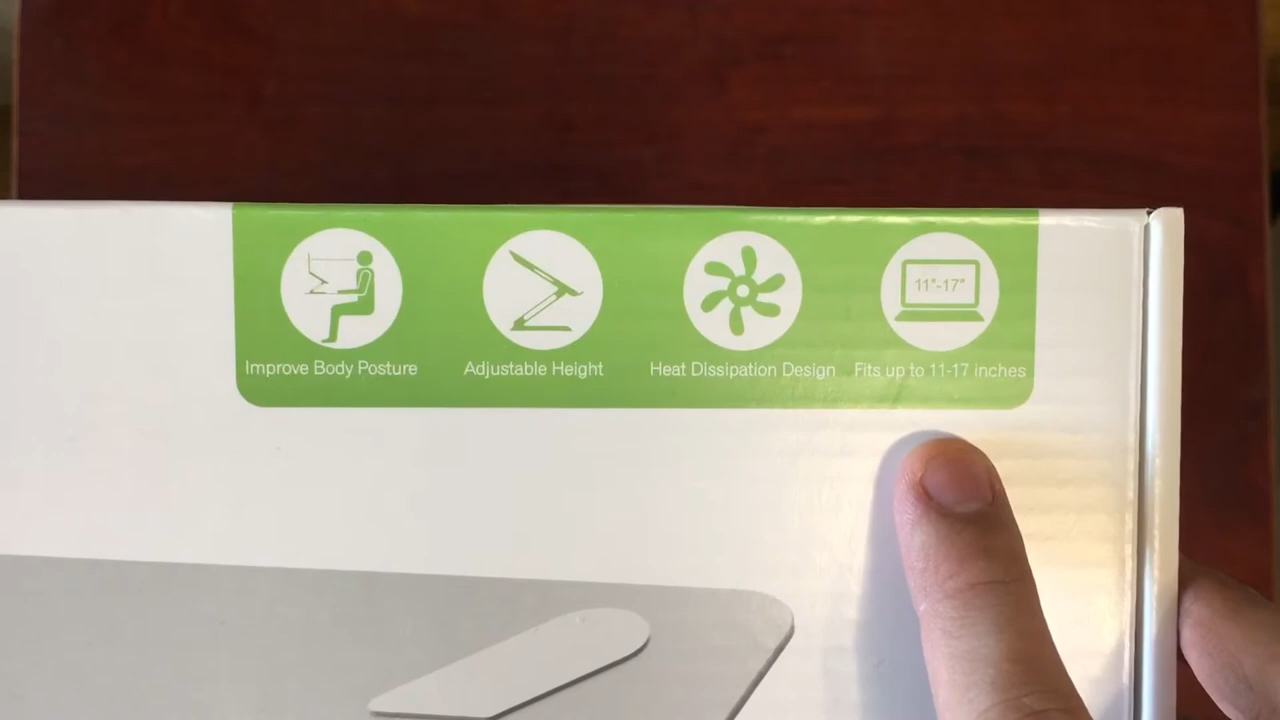 11"-17"
Improve Body Posture
Adjustable Height
Heat Dissipation Design
Fits up to 11-17 inches